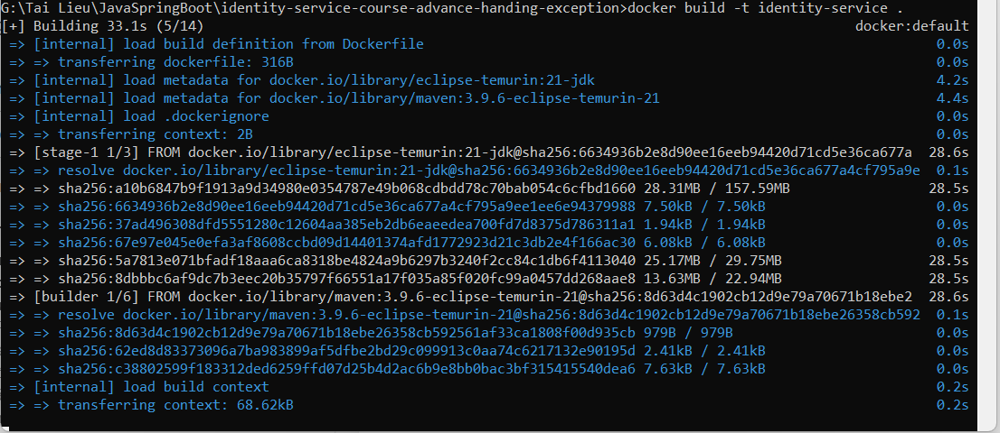 G:\Tai Lieu\JavaSpringBoot\identity-service-course-advance-handing-exception>docker build -t identity-service .
[+] Building 33.1s (5/14) docker:default
=> [internal] load build definition from Dockerfile 0.0s
=> => transferring dockerfile: 316B 0.0s
=> [internal] load metadata for docker.io/library/eclipse-temurin:21-jdk 4.2s
=> [internal] load metadata for docker.io/library/maven:3.9.6-eclipse-temurin-21 4.4s
=> [internal] load .dockerignore 0.0s
=> => transferring context: 2B 0.0s
=> [stage-1 1/3] FROM docker.io/library/eclipse-temurin:21-jdk@sha256:6634936b2e8d90ee16eeb94420d71cd5e36ca677a 28.6s
=> => resolve docker.io/library/eclipse-temurin:21-jdk@sha256:6634936b2e8d90ee16eeb94420d71cd5e36ca677a4cf795a9e 0.1s
=> => sha256:a10b6847b9f1913a9d34980e0354787e49b068cdbdd78c70bab054c6cfbd1660 28.31MB / 157.59MB 28.5s
=> => sha256:6634936b2e8d90ee16eeb94420d71cd5e36ca677a4cf795a9ee1ee6e94379988 7.50kB / 7.50kB 0.0s
=> => sha256:37ad496308dfd5551280c12604aa385eb2db6eaeedea700fd7d8375d786311a1 1.94kB / 1.94kB 0.0s
=> => sha256:67e97e045e0efa3af8608ccbd09d14401374afd1772923d21c3db2e4f166ac30 6.08kB / 6.08kB 0.0s
=> => sha256:5a7813e071bfadf18aaa6ca8318be4824a9b6297b3240f2cc84c1db6f4113040 25.17MB / 29.75MB 28.5s
=> => sha256:8dbbbc6af9dc7b3eec20b35797f66551a17f035a85f020fc99a0457dd268aae8 13.63MB / 22.94MB 28.5s
=> [builder 1/6] FROM docker.io/library/maven:3.9.6-eclipse-temurin-21@sha256:8d63d4c1902cb12d9e79a70671b18ebe2 28.6s
=> => resolve docker.io/library/maven:3.9.6-eclipse-temurin-21@sha256:8d63d4c1902cb12d9e79a70671b18ebe26358cb592 0.1s
=> => sha256:8d63d4c1902cb12d9e79a70671b18ebe26358cb592561af33ca1808f00d935cb 979B / 979B 0.0s
=> => sha256:62ed8d83373096a7ba983899af5dfbe2bd29c099913c0aa74c6217132e90195d 2.41kB / 2.41kB 0.0s
=> => sha256:c38802599f183312ded6259ffd07d25b4d2ac6b9e8bb0bac3bf315415540dea6 7.63kB / 7.63kB 0.0s
=> [internal] load build context 0.2s
=> => transferring context: 68.62kB 0.2s